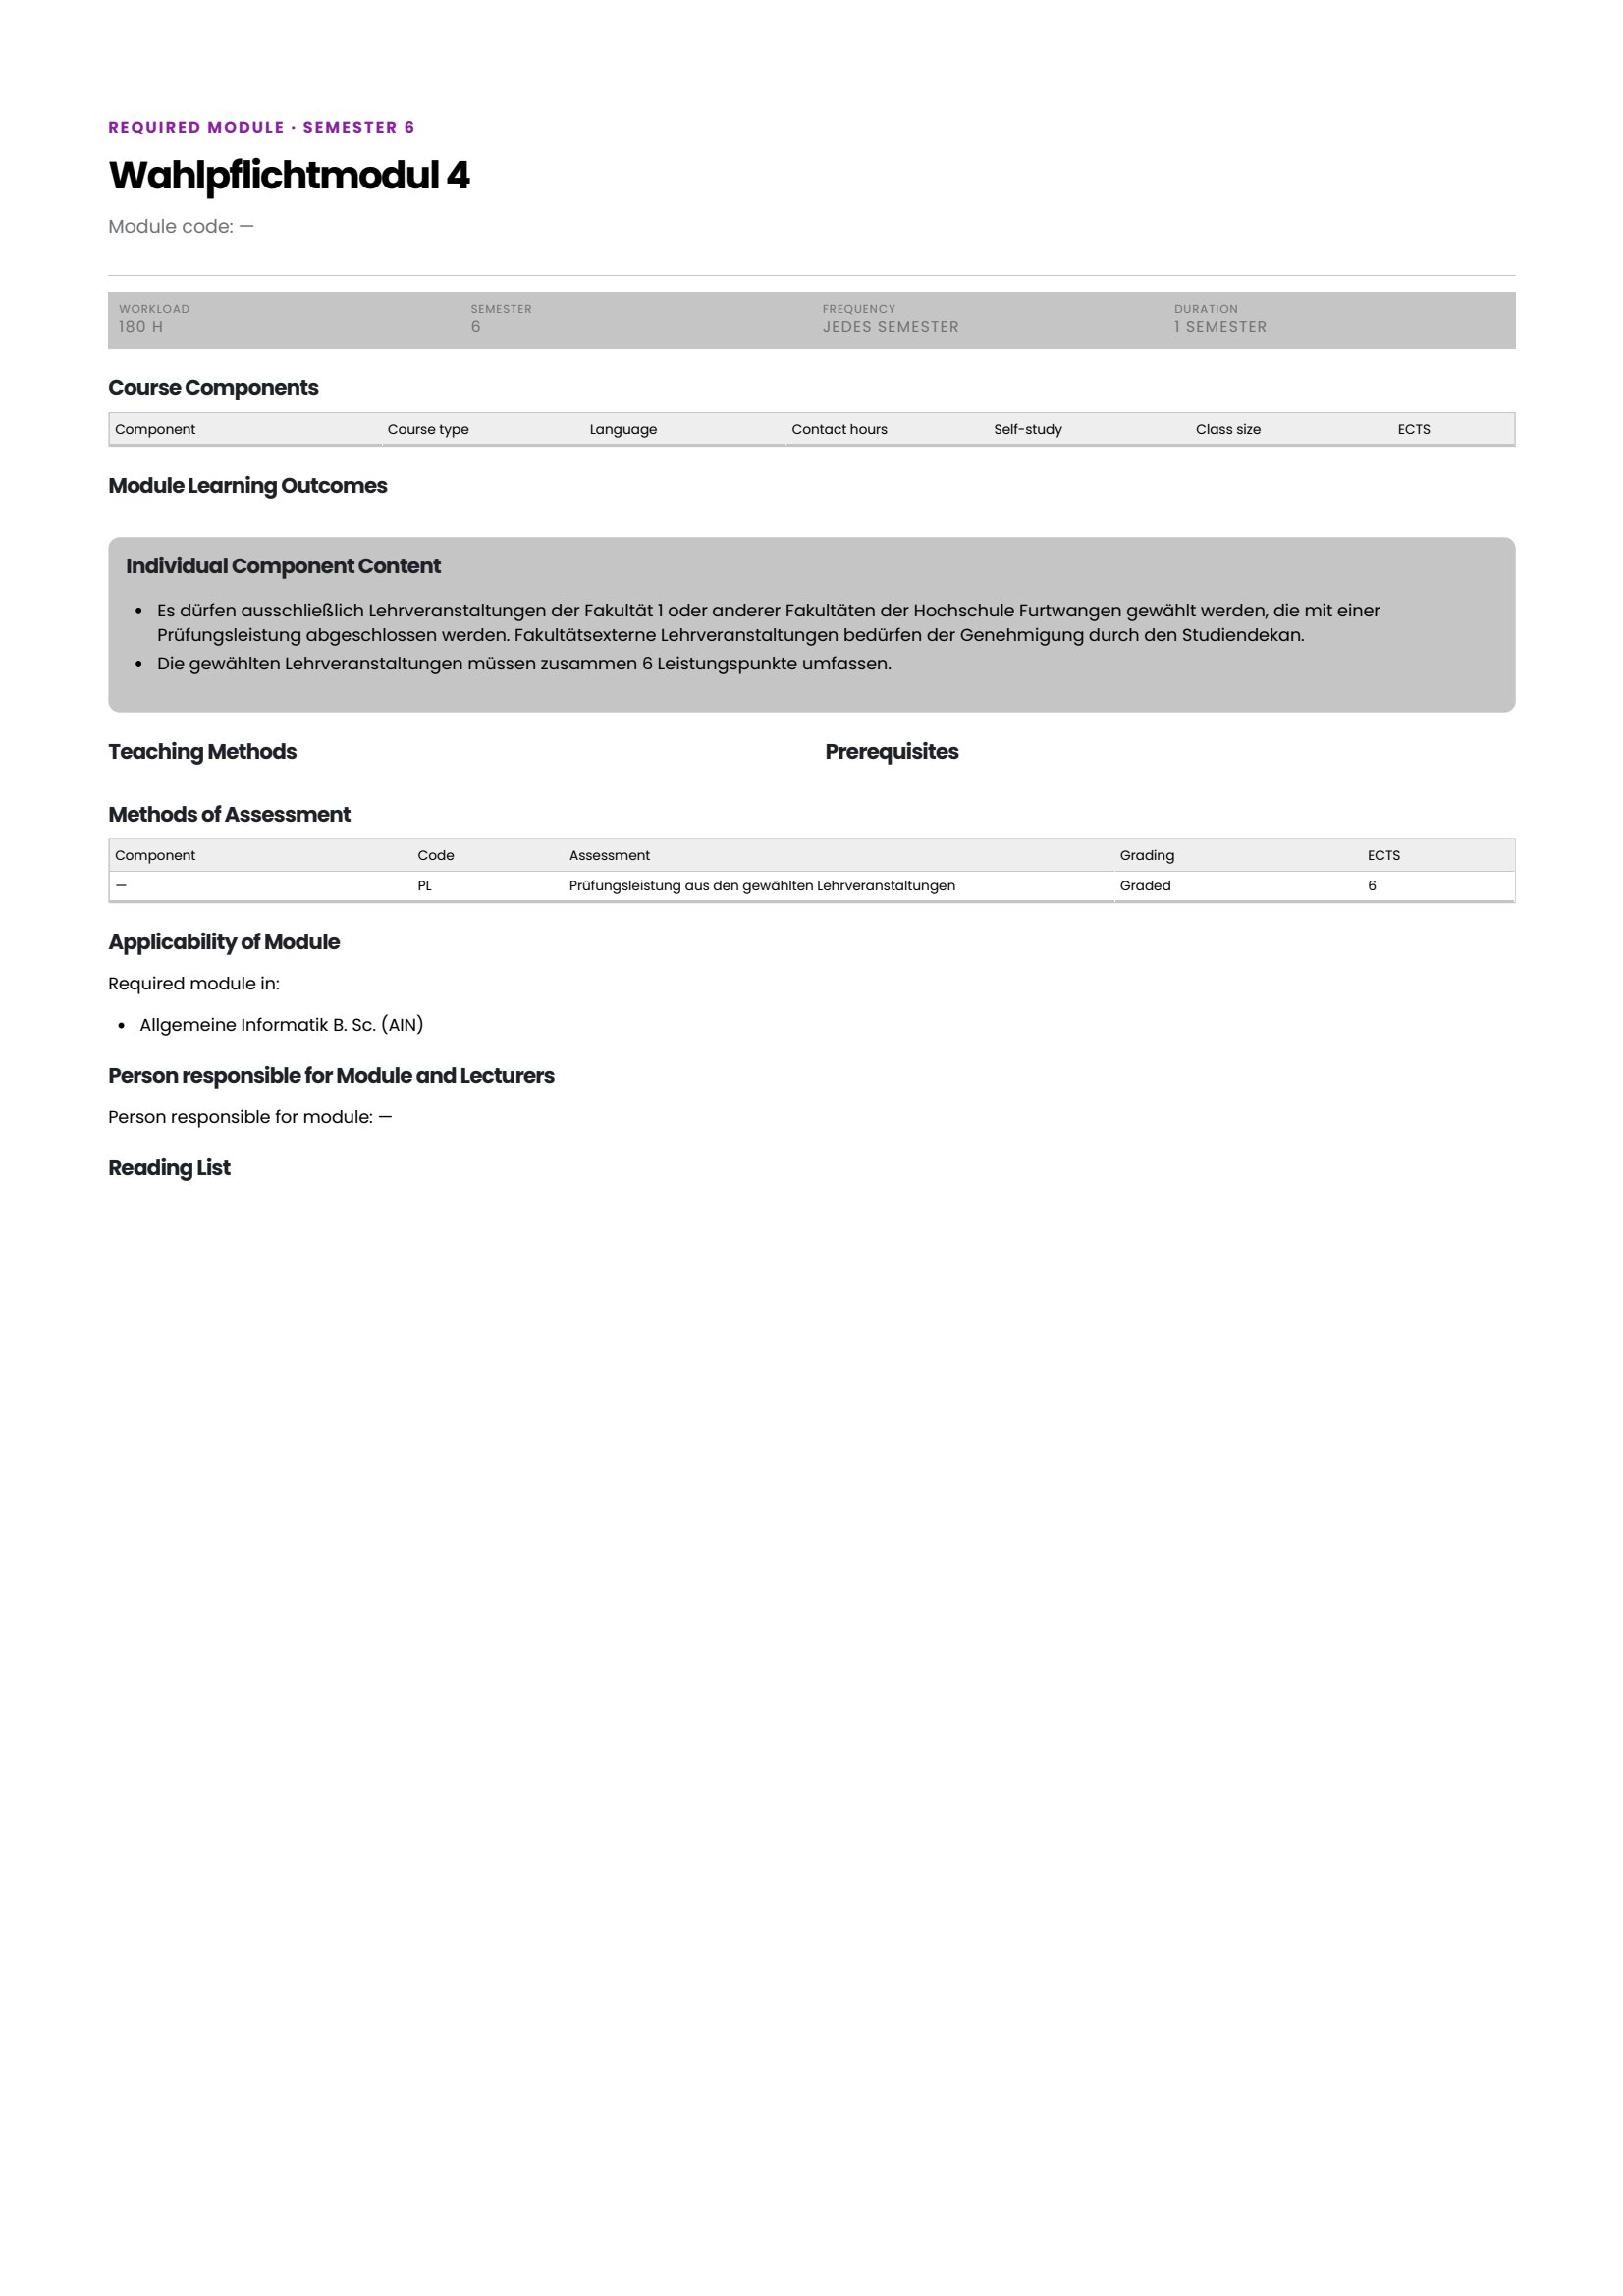 REQUIRED MODULE · SEMESTER 6
Wahlpflichtmodul 4
Module code: —
WORKLOAD SEMESTER FREQUENCY DURATION
180 H 6 JEDES SEMESTER 1 SEMESTER
Course Components
Component Course type Language Contact hours Self-study Class size ECTS
Module Learning Outcomes
Individual Component Content
• Es dürfen ausschließlich Lehrveranstaltungen der Fakultät 1 oder anderer Fakultäten der Hochschule Furtwangen gewählt werden, die mit einer
Prüfungsleistung abgeschlossen werden. Fakultätsexterne Lehrveranstaltungen bedürfen der Genehmigung durch den Studiendekan.
• Die gewählten Lehrveranstaltungen müssen zusammen 6 Leistungspunkte umfassen.
Teaching Methods Prerequisites
Methods of Assessment
Component Code Assessment Grading ECTS
— PL Prüfungsleistung aus den gewählten Lehrveranstaltungen Graded 6
Applicability of Module
Required module in:
• Allgemeine Informatik B. Sc. (AIN)
Person responsible for Module and Lecturers
Person responsible for module: —
Reading List